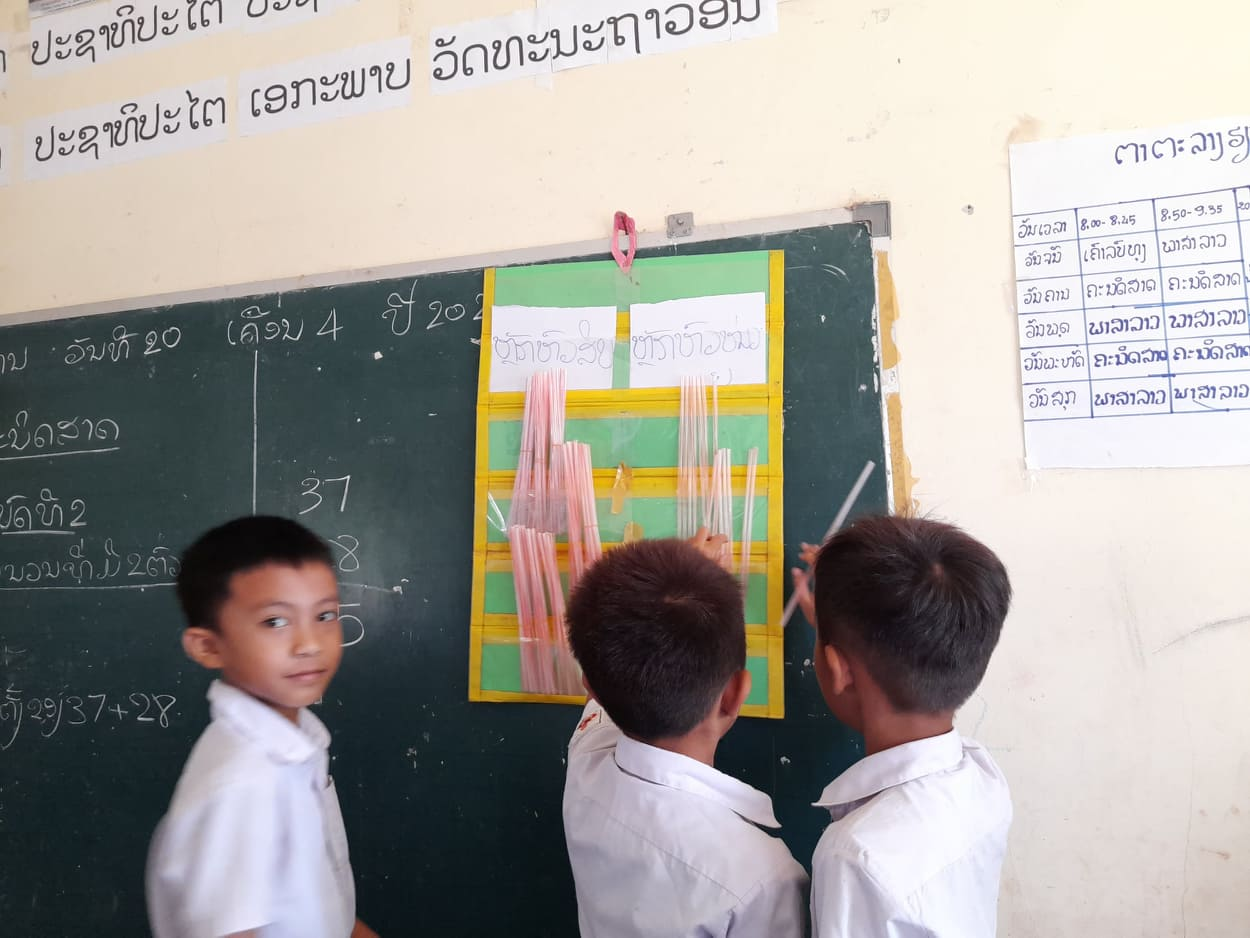 ປະຊາທິປະໄຕ
ປະຊາທິປະໄຕ ເອກະພາບ ວັດທະນະຖາວອນ
ວັນທີ 20 ເດືອນ 4 ປີ 202
ຄະນິດສາດ
ບົດທີ 2
37
8
5
37+28
ຫຼັກຫົວສິບ ຫຼັກຫົວໜ່ວຍ
ຕາຕະລາງ
ວັນເວລາ 8.00-8.45 8.50-9.35
ວັນຈັນ ເຄົາລົບທຸງ ພາສາລາວ
ວັນຄານ ຄະນິດສາດ ຄະນິດສາດ
ວັນພຸດ ພາສາລາວ ພາສາລາວ
ວັນພະຫັດ ຄະນິດສາດ ຄະນິດສາດ
ວັນສຸກ ພາສາລາວ ພາສາລາວ